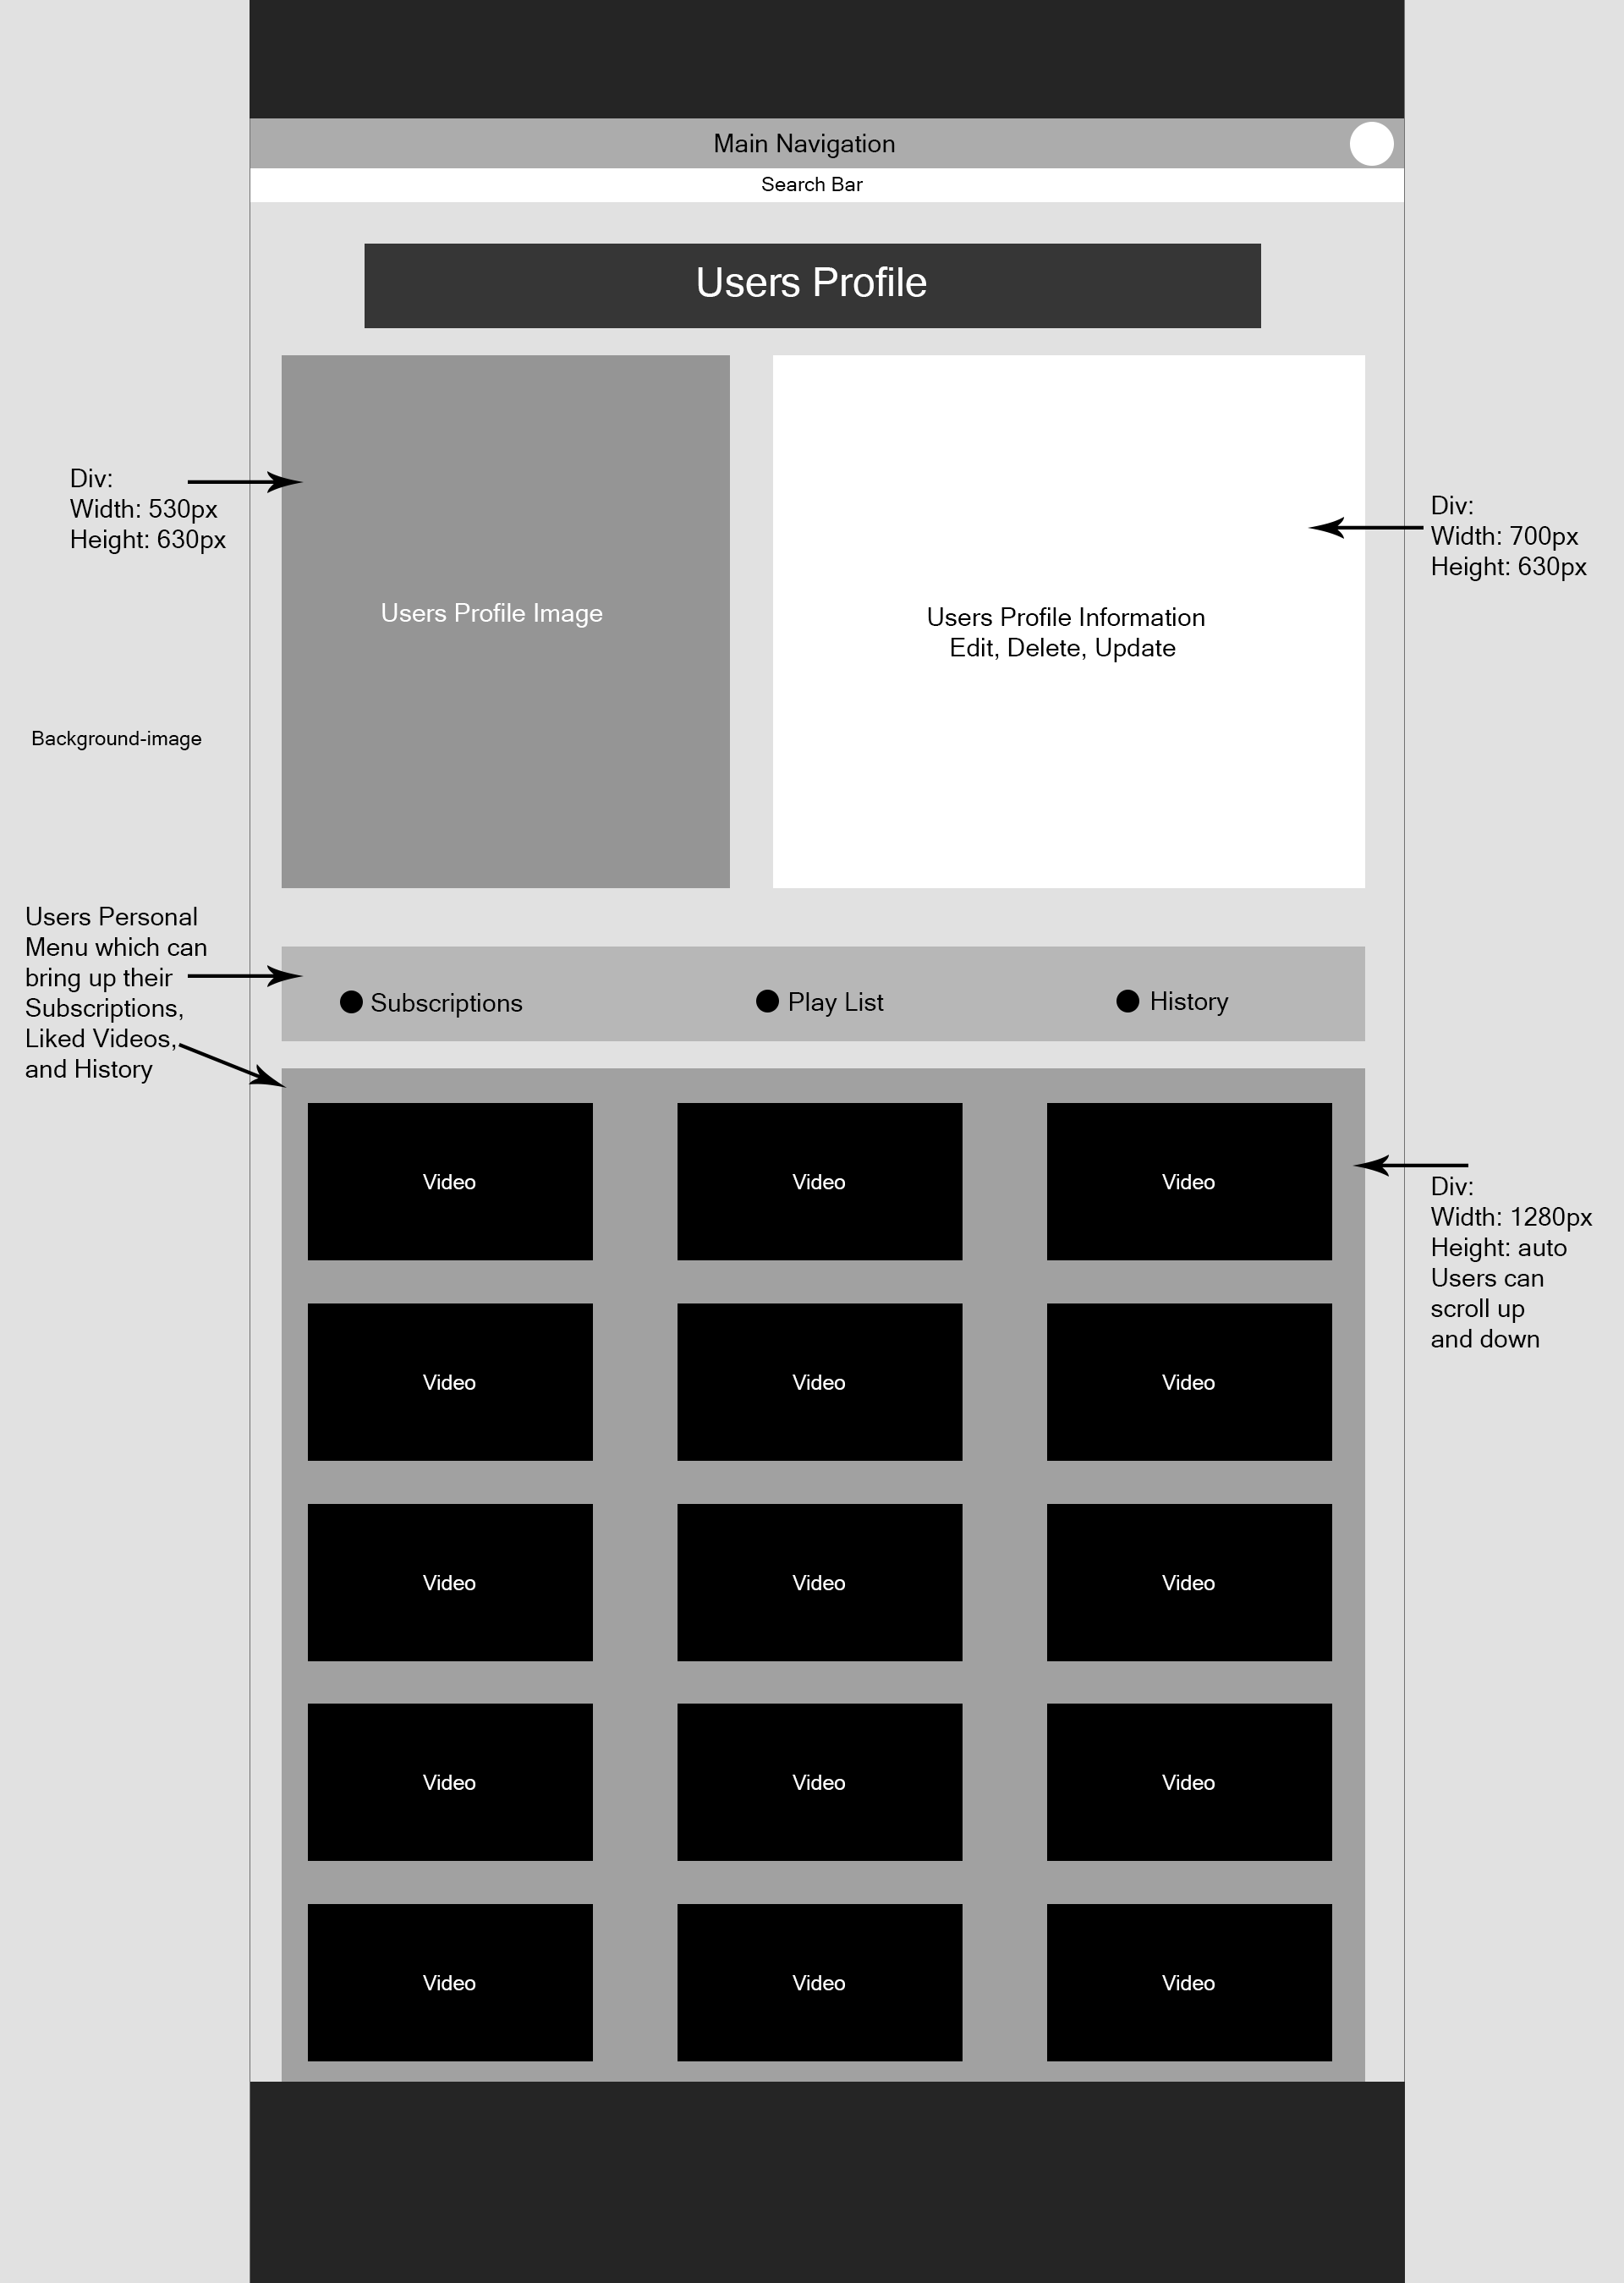 Main Navigation
Search Bar
Users Profile
Div:
Width: 530px
Height: 630px
Div:
Width: 700px
Height: 630px
Users Profile Image
Users Profile Information
Edit, Delete, Update
Background-image
Users Personal
Menu which can
bring up their
Subscriptions,
Liked Videos,
and History
Subscriptions
Play List
History
Video
Video
Video
Div:
Width: 1280px
Height: auto
Users can
scroll up
and down
Video
Video
Video
Video
Video
Video
Video
Video
Video
Video
Video
Video